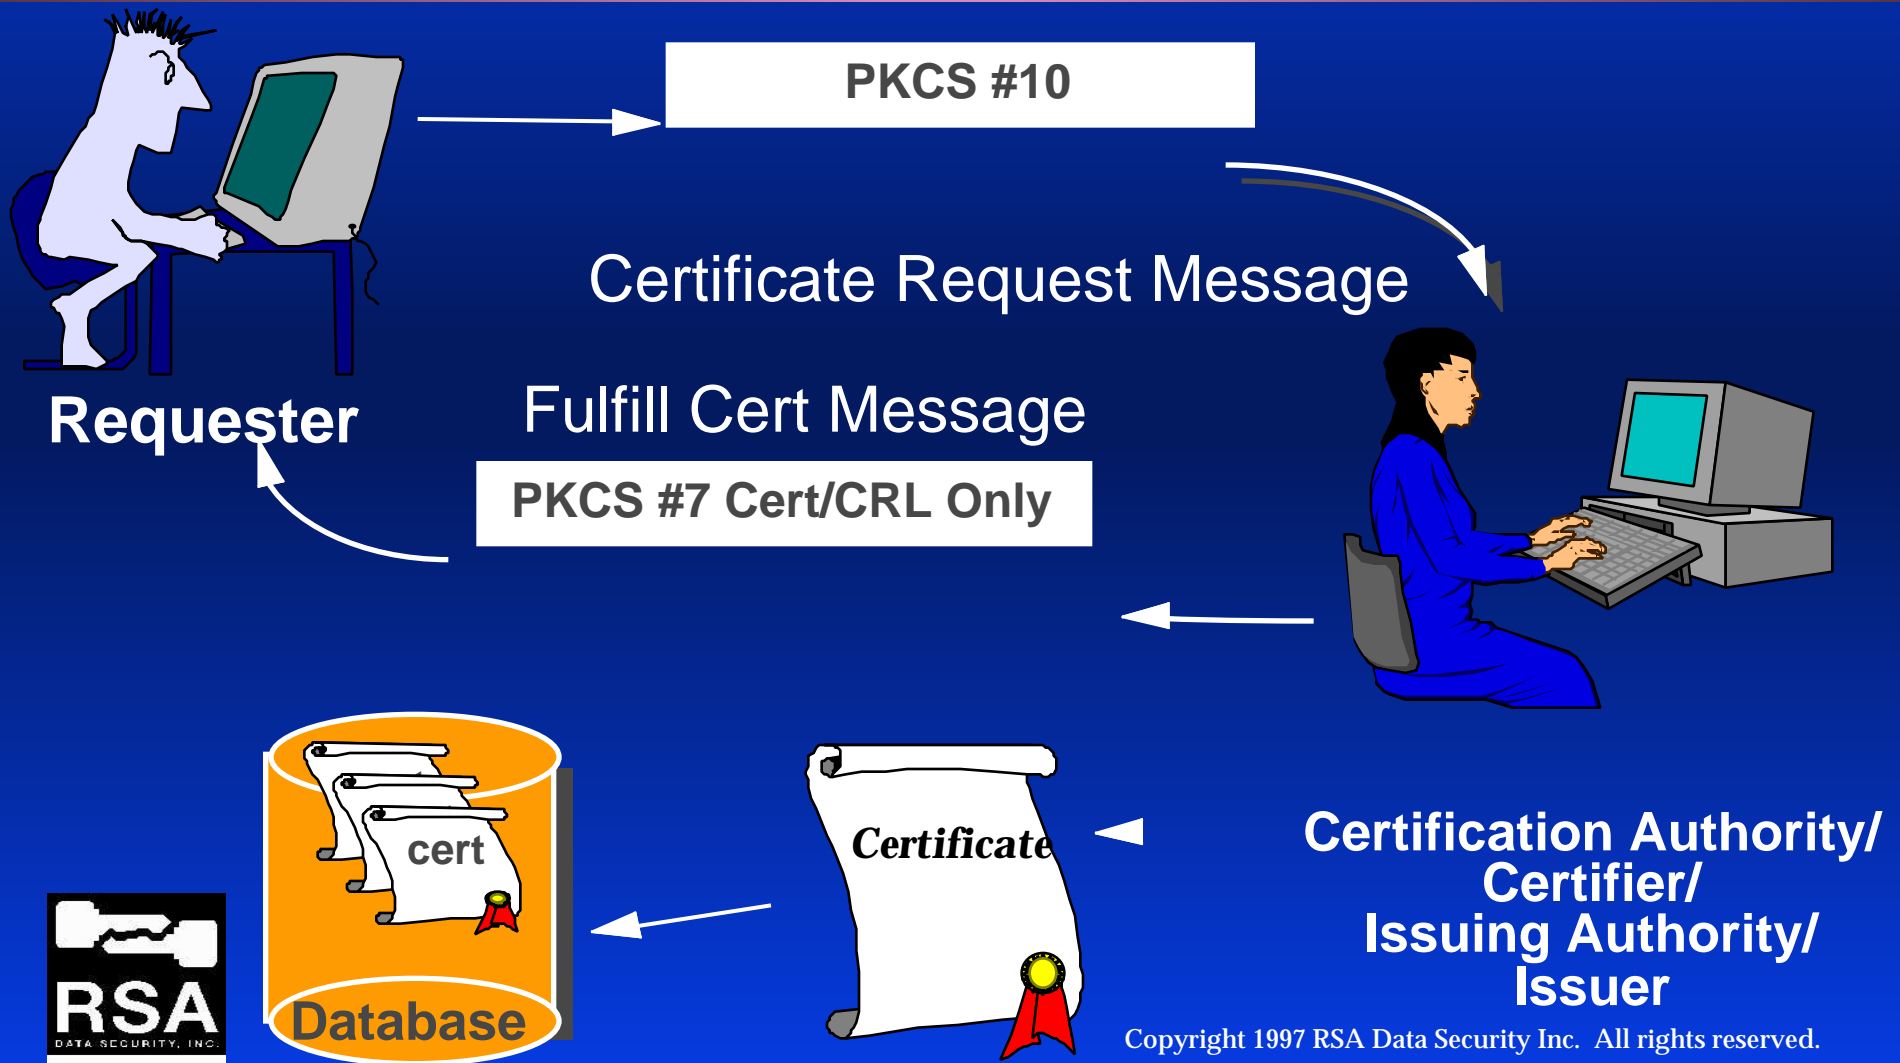 PKCS #10
Certificate Request Message
Requester
Fulfill Cert Message
PKCS #7 Cert/CRL Only
cert
Database
Certificate
Certification Authority/
Certifier/
Issuing Authority/
Issuer
RSA
DATA SECURITY, INC.
Copyright 1997 RSA Data Security Inc.  All rights reserved.